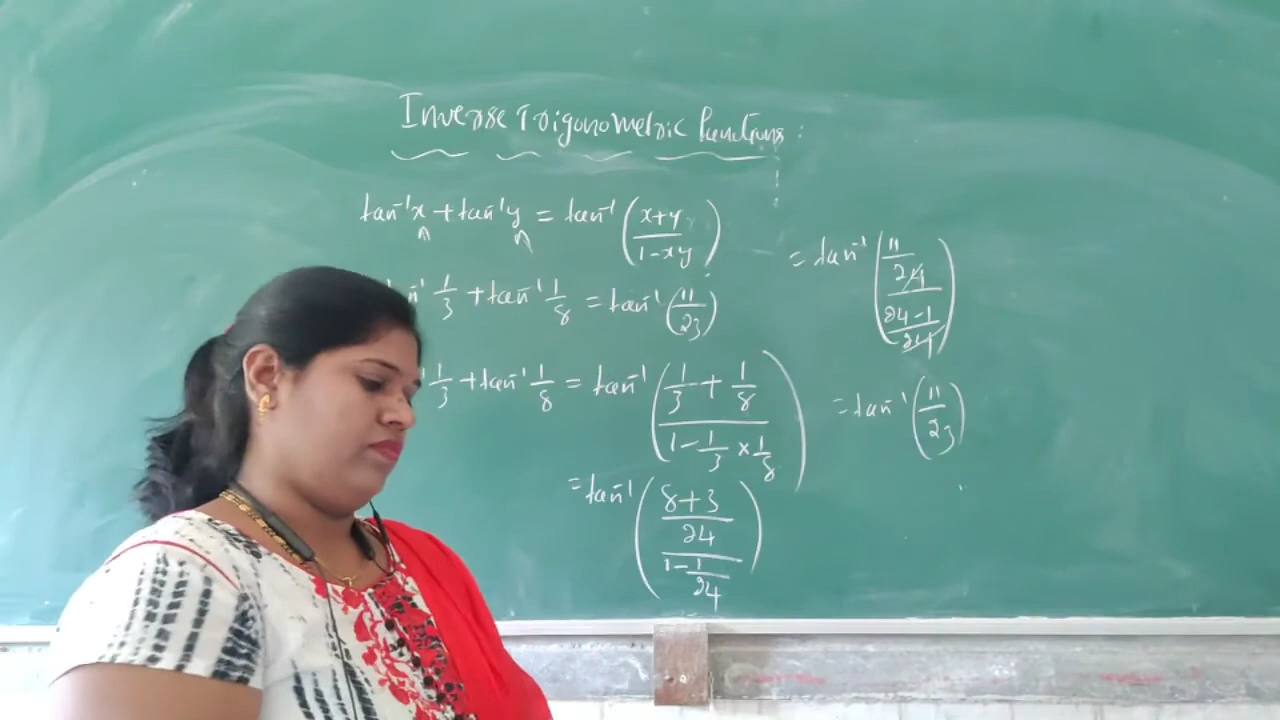 Inverse Trigonometric Functions :
tan⁻¹x + tan⁻¹y = tan⁻¹ ( (x+y)/(1-xy) )
1/3 + tan⁻¹ 1/8 = tan⁻¹ (11/23)
1/3 + tan⁻¹ 1/8 = tan⁻¹ ( (1/3 + 1/8)/(1 - 1/3 × 1/8) )
= tan⁻¹ ( ((8+3)/24)/(1 - 1/24) )
= tan⁻¹ ( (11/24)/((24-1)/24) )
= tan⁻¹ (11/23)